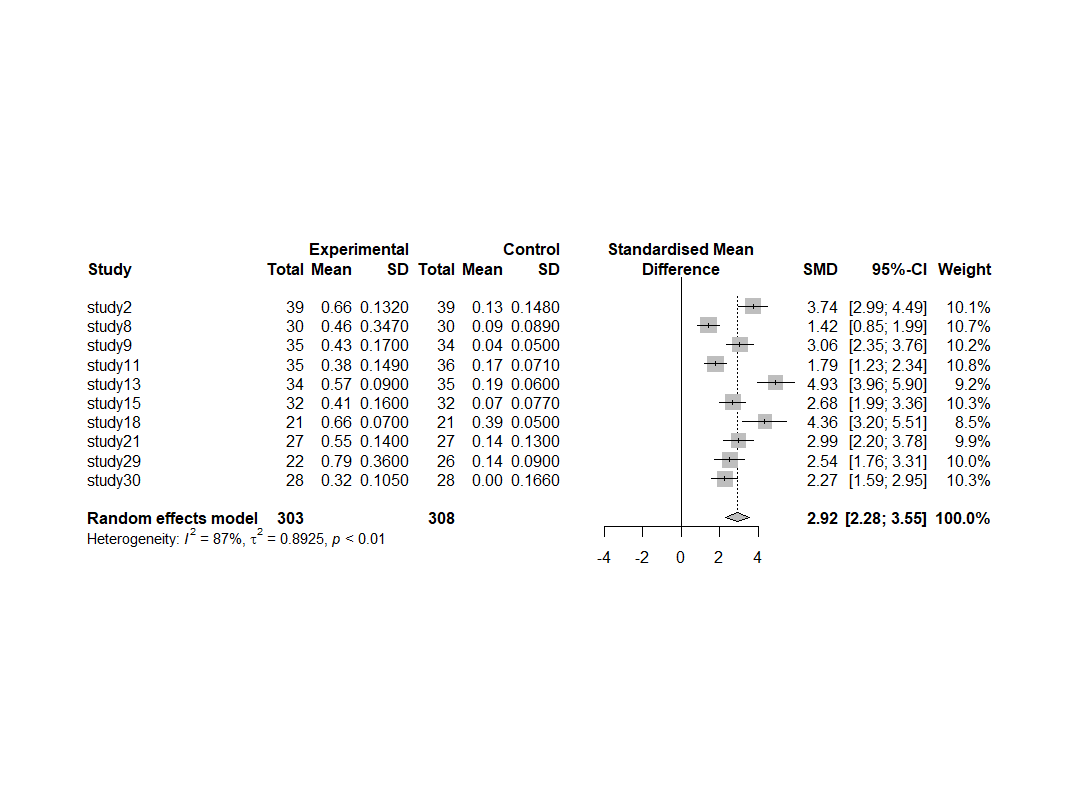 Experimental Control Standardised Mean
Study Total Mean SD Total Mean SD Difference SMD 95%-CI Weight
study2 39 0.66 0.1320 39 0.13 0.1480 3.74 [2.99; 4.49] 10.1%
study8 30 0.46 0.3470 30 0.09 0.0890 1.42 [0.85; 1.99] 10.7%
study9 35 0.43 0.1700 34 0.04 0.0500 3.06 [2.35; 3.76] 10.2%
study11 35 0.38 0.1490 36 0.17 0.0710 1.79 [1.23; 2.34] 10.8%
study13 34 0.57 0.0900 35 0.19 0.0600 4.93 [3.96; 5.90] 9.2%
study15 32 0.41 0.1600 32 0.07 0.0770 2.68 [1.99; 3.36] 10.3%
study18 21 0.66 0.0700 21 0.39 0.0500 4.36 [3.20; 5.51] 8.5%
study21 27 0.55 0.1400 27 0.14 0.1300 2.99 [2.20; 3.78] 9.9%
study29 22 0.79 0.3600 26 0.14 0.0900 2.54 [1.76; 3.31] 10.0%
study30 28 0.32 0.1050 28 0.00 0.1660 2.27 [1.59; 2.95] 10.3%
Random effects model 303 308 2.92 [2.28; 3.55] 100.0%
Heterogeneity: I² = 87%, τ² = 0.8925, p < 0.01
-4 -2 0 2 4